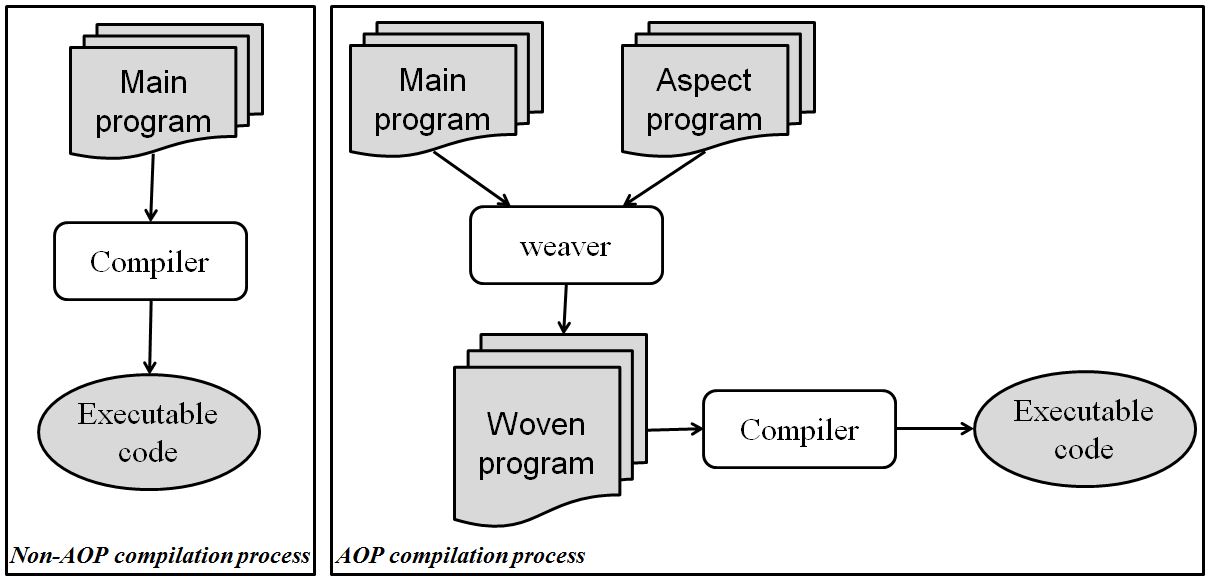 Main
program
Compiler
Executable
code
Non-AOP compilation process
Main
program
Aspect
program
weaver
Woven
program
Compiler
Executable
code
AOP compilation process